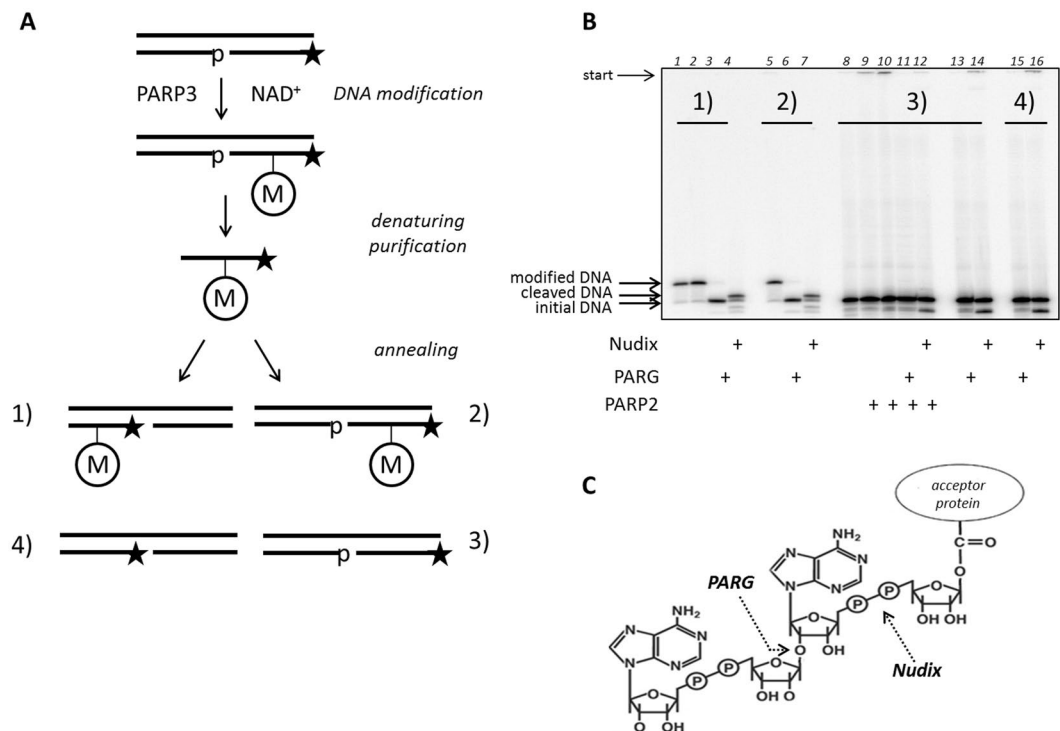 A
p
PARP3 NAD+ DNA modification
p
M
denaturing
purification
M
annealing
1) p 2)
M M
4) p 3)
B
1 2 3 4 5 6 7 8 9 10 11 12 13 14 15 16
start
1) 2) 3) 4)
modified DNA
cleaved DNA
initial DNA
Nudix + + + + +
PARG + + + + +
PARP2 + + + +
C
acceptor
protein
C=O
O
NH2
N N
N N
PARG
P P
O
OH OH
NH2
O
OH
O
Nudix
N N
N N
P P
O
OH O
O
O OH